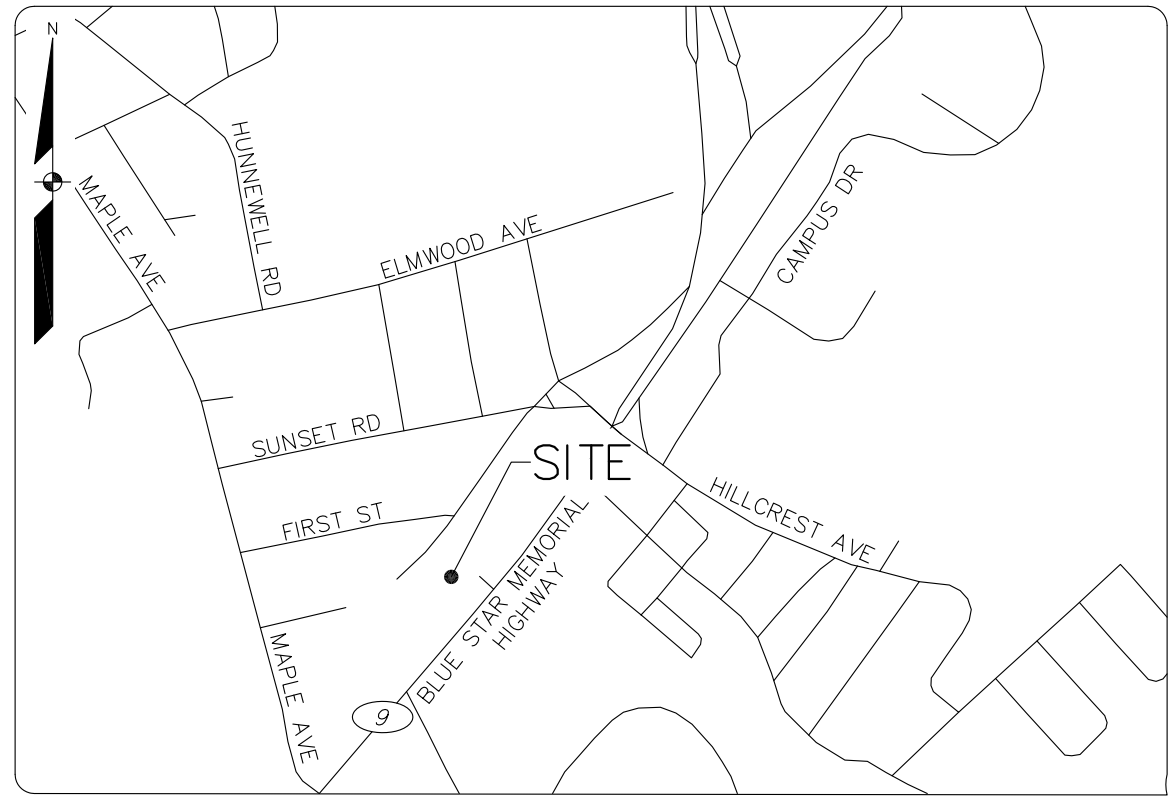 N
HUNNEWELL RD
MAPLE AVE
CAMPUS DR
ELMWOOD AVE
SUNSET RD
SITE
HILLCREST AVE
FIRST ST
BLUE STAR MEMORIAL
HIGHWAY
MAPLE AVE
9